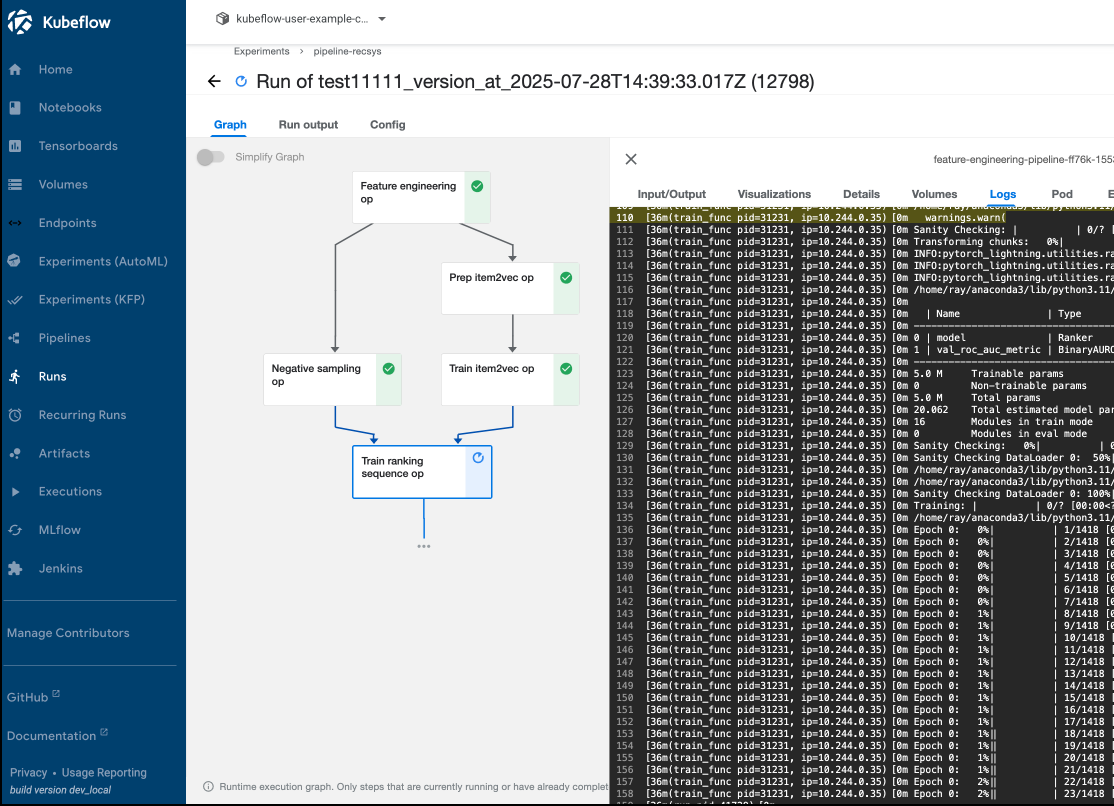 Kubeflow
Home
Notebooks
Tensorboards
Volumes
Endpoints
Experiments (AutoML)
Experiments (KFP)
Pipelines
Runs
Recurring Runs
Artifacts
Executions
MLflow
Jenkins
Manage Contributors
GitHub
Documentation
Privacy • Usage Reporting
build version dev_local
kubeflow-user-example-c...
Experiments > pipeline-recsys
Run of test11111_version_at_2025-07-28T14:39:33.017Z (12798)
Graph Run output Config
Simplify Graph
Feature engineering
op
Prep item2vec op
Negative sampling
op
Train item2vec op
Train ranking
sequence op
Runtime execution graph. Only steps that are currently running or have already complet
feature-engineering-pipeline-ff76k-155
Input/Output Visualizations Details Volumes Logs Pod E
110 [36m(train_func pid=31231, ip=10.244.0.35) [0m   warnings.warn(
111 [36m(train_func pid=31231, ip=10.244.0.35) [0m Sanity Checking: |          | 0/? [
112 [36m(train_func pid=31231, ip=10.244.0.35) [0m Transforming chunks:   0%|
113 [36m(train_func pid=31231, ip=10.244.0.35) [0m INFO:pytorch_lightning.utilities.ra
114 [36m(train_func pid=31231, ip=10.244.0.35) [0m INFO:pytorch_lightning.utilities.ra
115 [36m(train_func pid=31231, ip=10.244.0.35) [0m INFO:pytorch_lightning.utilities.ra
116 [36m(train_func pid=31231, ip=10.244.0.35) [0m /home/ray/anaconda3/lib/python3.11/
117 [36m(train_func pid=31231, ip=10.244.0.35) [0m
118 [36m(train_func pid=31231, ip=10.244.0.35) [0m   | Name               | Type
119 [36m(train_func pid=31231, ip=10.244.0.35) [0m ------------------------------
120 [36m(train_func pid=31231, ip=10.244.0.35) [0m 0 | model              | Ranker
121 [36m(train_func pid=31231, ip=10.244.0.35) [0m 1 | val_roc_auc_metric | BinaryAURO
122 [36m(train_func pid=31231, ip=10.244.0.35) [0m ------------------------------
123 [36m(train_func pid=31231, ip=10.244.0.35) [0m 5.0 M     Trainable params
124 [36m(train_func pid=31231, ip=10.244.0.35) [0m 0         Non-trainable params
125 [36m(train_func pid=31231, ip=10.244.0.35) [0m 5.0 M     Total params
126 [36m(train_func pid=31231, ip=10.244.0.35) [0m 20.062    Total estimated model par
127 [36m(train_func pid=31231, ip=10.244.0.35) [0m 16        Modules in train mode
128 [36m(train_func pid=31231, ip=10.244.0.35) [0m 0         Modules in eval mode
129 [36m(train_func pid=31231, ip=10.244.0.35) [0m Sanity Checking:   0%|          | 0
130 [36m(train_func pid=31231, ip=10.244.0.35) [0m Sanity Checking DataLoader 0:  50%|
131 [36m(train_func pid=31231, ip=10.244.0.35) [0m /home/ray/anaconda3/lib/python3.11/
132 [36m(train_func pid=31231, ip=10.244.0.35) [0m /home/ray/anaconda3/lib/python3.11/
133 [36m(train_func pid=31231, ip=10.244.0.35) [0m Sanity Checking DataLoader 0: 100%|
134 [36m(train_func pid=31231, ip=10.244.0.35) [0m Training: |          | 0/? [00:00<?
135 [36m(train_func pid=31231, ip=10.244.0.35) [0m /home/ray/anaconda3/lib/python3.11/
136 [36m(train_func pid=31231, ip=10.244.0.35) [0m Epoch 0:   0%|          | 1/1418 [0
137 [36m(train_func pid=31231, ip=10.244.0.35) [0m Epoch 0:   0%|          | 2/1418 [0
138 [36m(train_func pid=31231, ip=10.244.0.35) [0m Epoch 0:   0%|          | 3/1418 [0
139 [36m(train_func pid=31231, ip=10.244.0.35) [0m Epoch 0:   0%|          | 4/1418 [0
140 [36m(train_func pid=31231, ip=10.244.0.35) [0m Epoch 0:   0%|          | 5/1418 [0
141 [36m(train_func pid=31231, ip=10.244.0.35) [0m Epoch 0:   0%|          | 6/1418 [0
142 [36m(train_func pid=31231, ip=10.244.0.35) [0m Epoch 0:   0%|          | 7/1418 [0
143 [36m(train_func pid=31231, ip=10.244.0.35) [0m Epoch 0:   1%|          | 8/1418 [0
144 [36m(train_func pid=31231, ip=10.244.0.35) [0m Epoch 0:   1%|          | 9/1418 [0
145 [36m(train_func pid=31231, ip=10.244.0.35) [0m Epoch 0:   1%|          | 10/1418 [
146 [36m(train_func pid=31231, ip=10.244.0.35) [0m Epoch 0:   1%|          | 11/1418 [
147 [36m(train_func pid=31231, ip=10.244.0.35) [0m Epoch 0:   1%|          | 12/1418 [
148 [36m(train_func pid=31231, ip=10.244.0.35) [0m Epoch 0:   1%|          | 13/1418 [
149 [36m(train_func pid=31231, ip=10.244.0.35) [0m Epoch 0:   1%|          | 14/1418 [
150 [36m(train_func pid=31231, ip=10.244.0.35) [0m Epoch 0:   1%|          | 15/1418 [
151 [36m(train_func pid=31231, ip=10.244.0.35) [0m Epoch 0:   1%|          | 16/1418 [
152 [36m(train_func pid=31231, ip=10.244.0.35) [0m Epoch 0:   1%|          | 17/1418 [
153 [36m(train_func pid=31231, ip=10.244.0.35) [0m Epoch 0:   1%|          | 18/1418 [
154 [36m(train_func pid=31231, ip=10.244.0.35) [0m Epoch 0:   1%|          | 19/1418 [
155 [36m(train_func pid=31231, ip=10.244.0.35) [0m Epoch 0:   1%|          | 20/1418 [
156 [36m(train_func pid=31231, ip=10.244.0.35) [0m Epoch 0:   1%|          | 21/1418 [
157 [36m(train_func pid=31231, ip=10.244.0.35) [0m Epoch 0:   2%|          | 22/1418 [
158 [36m(train_func pid=31231, ip=10.244.0.35) [0m Epoch 0:   2%|          | 23/1418 [